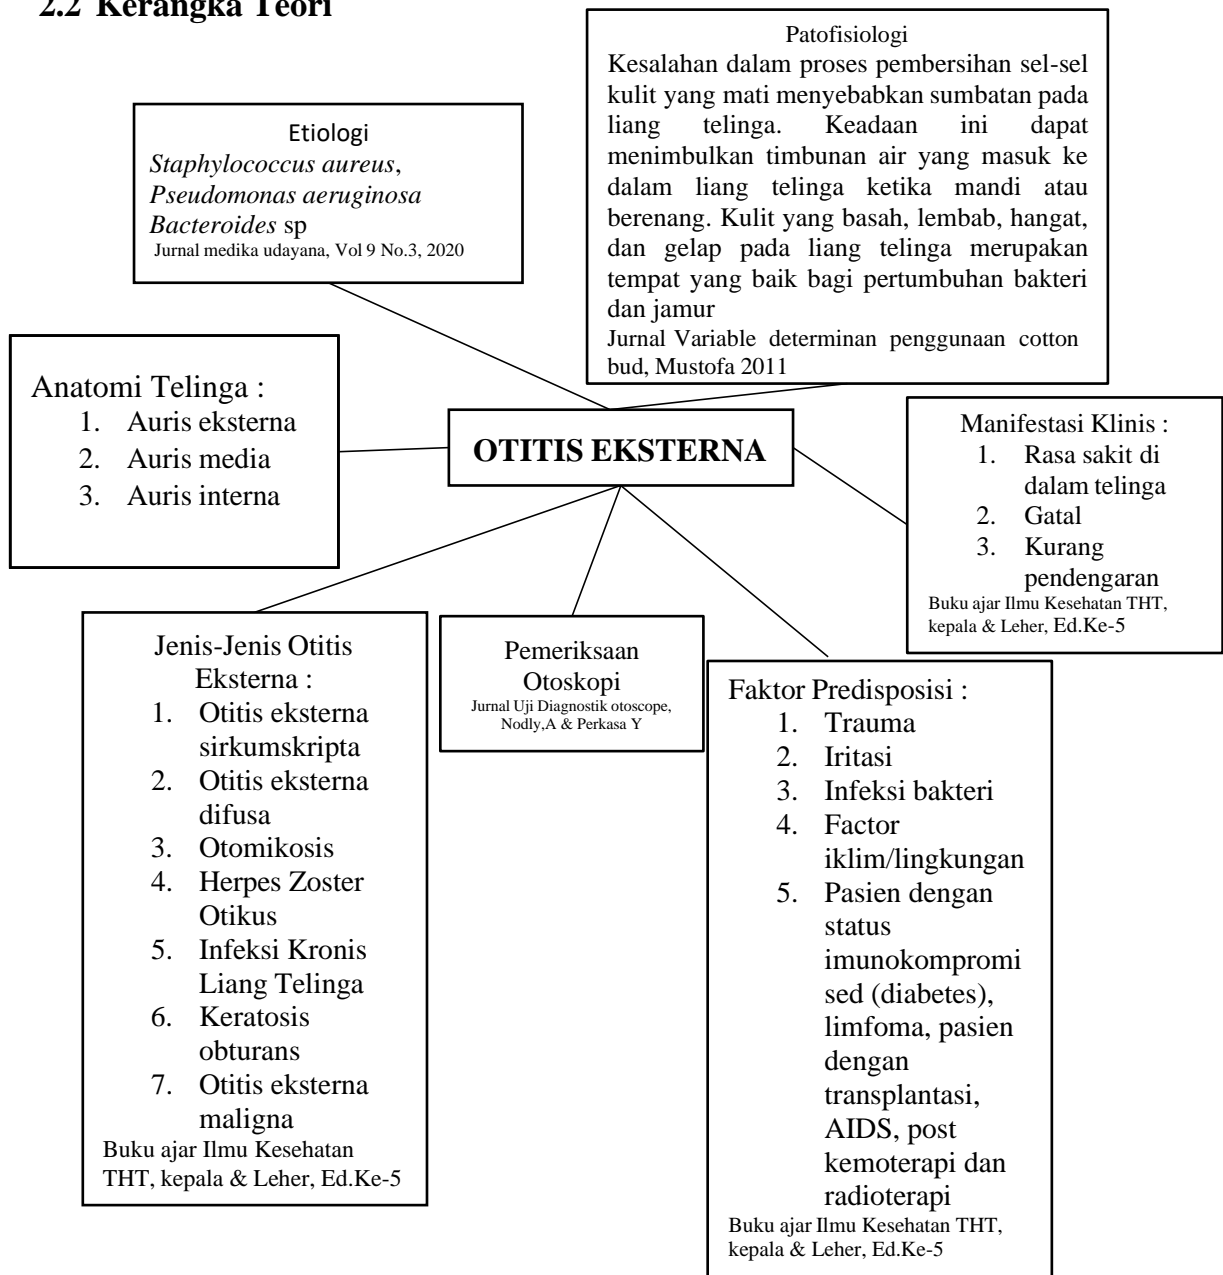 2.2 Kerangka Teori
Patofisiologi
Kesalahan dalam proses pembersihan sel-sel
kulit yang mati menyebabkan sumbatan pada
liang telinga. Keadaan ini dapat
menimbulkan timbunan air yang masuk ke
dalam liang telinga ketika mandi atau
berenang. Kulit yang basah, lembab, hangat,
dan gelap pada liang telinga merupakan
tempat yang baik bagi pertumbuhan bakteri
dan jamur
Jurnal Variable determinan penggunaan cotton
bud, Mustofa 2011
Etiologi
Staphylococcus aureus,
Pseudomonas aeruginosa
Bacteroides sp
Jurnal medika udayana, Vol 9 No.3, 2020
Anatomi Telinga :
1. Auris eksterna
2. Auris media
3. Auris interna
OTITIS EKSTERNA
Manifestasi Klinis :
1. Rasa sakit di
dalam telinga
2. Gatal
3. Kurang
pendengaran
Buku ajar Ilmu Kesehatan THT,
kepala & Leher, Ed.Ke-5
Jenis-Jenis Otitis
Eksterna :
1. Otitis eksterna
sirkumskripta
2. Otitis eksterna
difusa
3. Otomikosis
4. Herpes Zoster
Otikus
5. Infeksi Kronis
Liang Telinga
6. Keratosis
obturans
7. Otitis eksterna
maligna
Buku ajar Ilmu Kesehatan
THT, kepala & Leher, Ed.Ke-5
Pemeriksaan
Otoskopi
Jurnal Uji Diagnostik otoscope,
Nodly,A & Perkasa Y
Faktor Predisposisi :
1. Trauma
2. Iritasi
3. Infeksi bakteri
4. Factor
iklim/lingkungan
5. Pasien dengan
status
imunokompromi
sed (diabetes),
limfoma, pasien
dengan
transplantasi,
AIDS, post
kemoterapi dan
radioterapi
Buku ajar Ilmu Kesehatan THT,
kepala & Leher, Ed.Ke-5